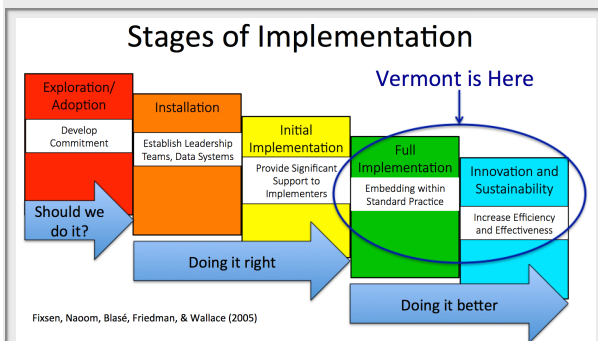 Stages of Implementation
Vermont is Here
Exploration/
Adoption
Develop
Commitment
Should we
do it?
Installation
Establish Leadership
Teams, Data Systems
Initial
Implementation
Provide Significant
Support to
Implementers
Doing it right
Full
Implementation
Embedding within
Standard Practice
Innovation and
Sustainability
Increase Efficiency
and Effectiveness
Doing it better
Fixsen, Naoom, Blasé, Friedman, & Wallace (2005)